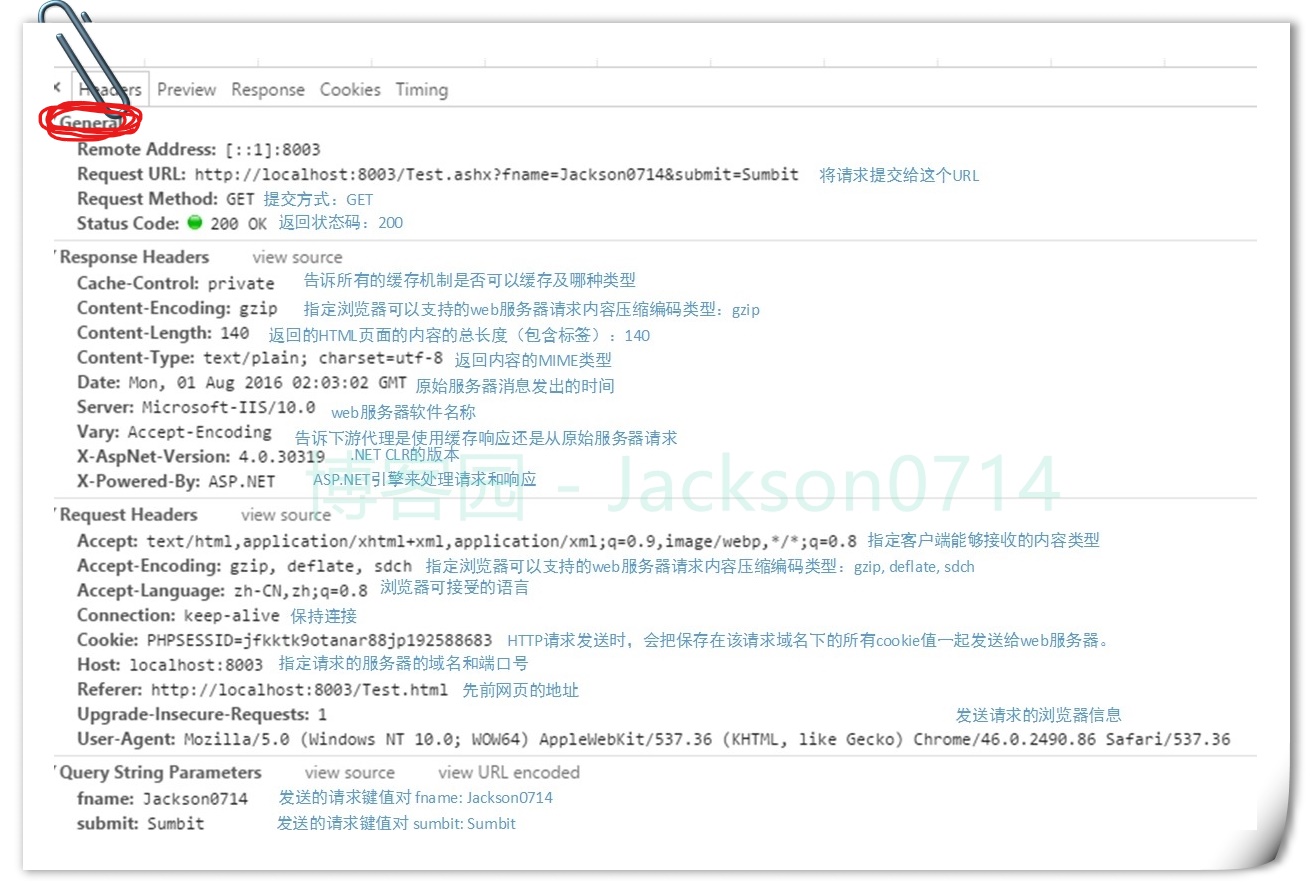 Headers Preview Response Cookies Timing
General
Remote Address: [::1]:8003
Request URL: http://localhost:8003/Test.ashx?fname=Jackson0714&submit=Sumbit 将请求提交给这个URL
Request Method: GET 提交方式：GET
Status Code: 200 OK 返回状态码：200
Response Headers view source
Cache-Control: private 告诉所有的缓存机制是否可以缓存及哪种类型
Content-Encoding: gzip 指定浏览器可以支持的web服务器请求内容压缩编码类型：gzip
Content-Length: 140 返回的HTML页面的内容的总长度（包含标签）：140
Content-Type: text/plain; charset=utf-8 返回内容的MIME类型
Date: Mon, 01 Aug 2016 02:03:02 GMT 原始服务器消息发出的时间
Server: Microsoft-IIS/10.0 web服务器软件名称
Vary: Accept-Encoding 告诉下游代理是使用缓存响应还是从原始服务器请求
X-AspNet-Version: 4.0.30319 .NET CLR的版本
X-Powered-By: ASP.NET ASP.NET引擎来处理请求和响应
博客园 - Jackson0714
Request Headers view source
Accept: text/html,application/xhtml+xml,application/xml;q=0.9,image/webp,*/*;q=0.8 指定客户端能够接收的内容类型
Accept-Encoding: gzip, deflate, sdch 指定浏览器可以支持的web服务器请求内容压缩编码类型：gzip, deflate, sdch
Accept-Language: zh-CN,zh;q=0.8 浏览器可接受的语言
Connection: keep-alive 保持连接
Cookie: PHPSESSID=jfkktk9otanar88jp192588683 HTTP请求发送时，会把保存在该请求域名下的所有cookie值一起发送给web服务器。
Host: localhost:8003 指定请求的服务器的域名和端口号
Referer: http://localhost:8003/Test.html 先前网页的地址
Upgrade-Insecure-Requests: 1 发送请求的浏览器信息
User-Agent: Mozilla/5.0 (Windows NT 10.0; WOW64) AppleWebKit/537.36 (KHTML, like Gecko) Chrome/46.0.2490.86 Safari/537.36
Query String Parameters view source view URL encoded
fname: Jackson0714 发送的请求键值对 fname: Jackson0714
submit: Sumbit 发送的请求键值对 sumbit: Sumbit